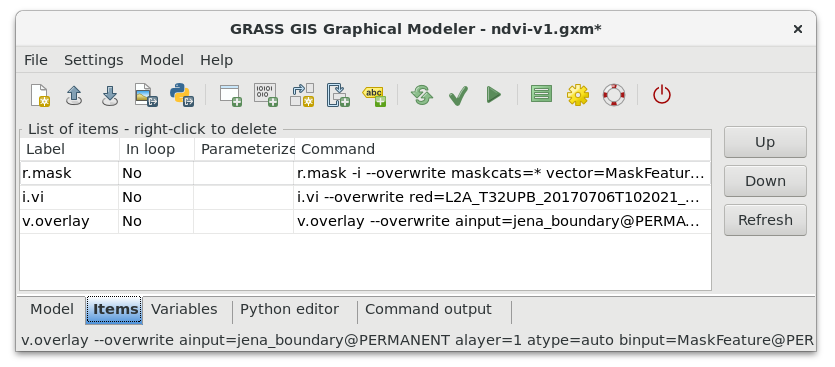 GRASS GIS Graphical Modeler - ndvi-v1.gxm*
File Settings Model Help
List of items - right-click to delete
Label In loop Parameterize Command
r.mask No r.mask -i --overwrite maskcats=* vector=MaskFeatur...
i.vi No i.vi --overwrite red=L2A_T32UPB_20170706T102021_...
v.overlay No v.overlay --overwrite ainput=jena_boundary@PERMA...
Up
Down
Refresh
Model Items Variables Python editor Command output
v.overlay --overwrite ainput=jena_boundary@PERMANENT alayer=1 atype=auto binput=MaskFeature@PER